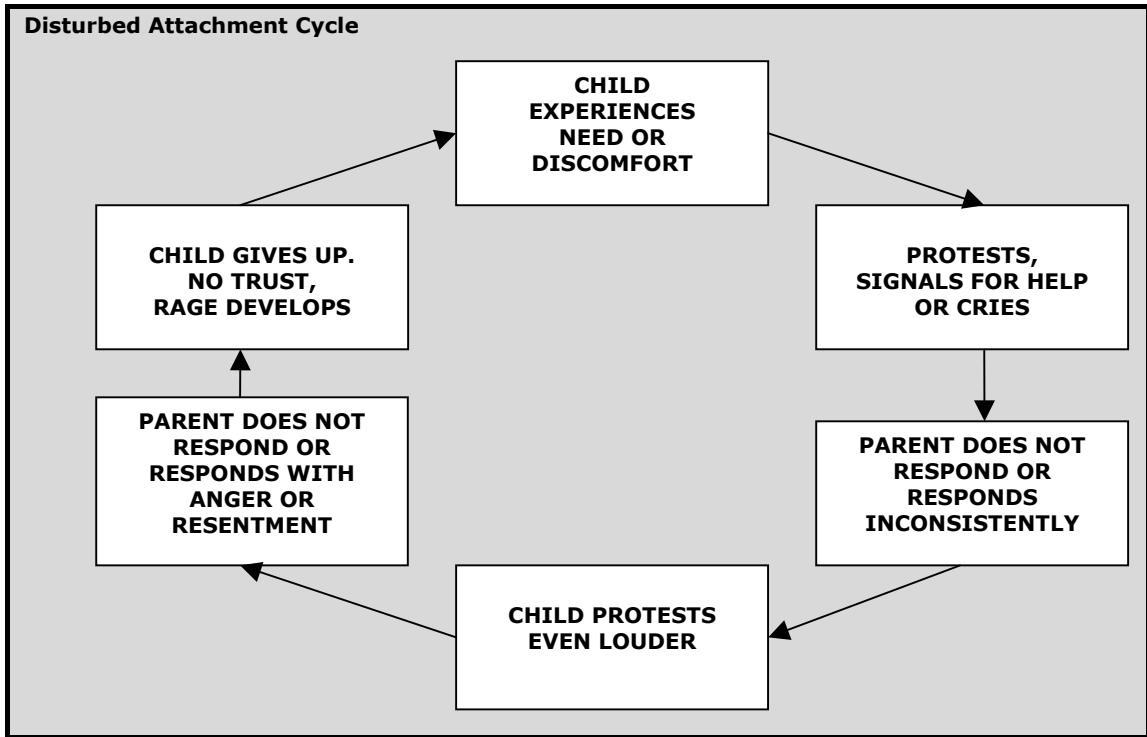 Disturbed Attachment Cycle
CHILD
EXPERIENCES
NEED OR
DISCOMFORT
PROTESTS,
SIGNALS FOR HELP
OR CRIES
PARENT DOES NOT
RESPOND OR
RESPONDS
INCONSISTENTLY
CHILD PROTESTS
EVEN LOUDER
PARENT DOES NOT
RESPOND OR
RESPONDS WITH
ANGER OR
RESENTMENT
CHILD GIVES UP.
NO TRUST,
RAGE DEVELOPS